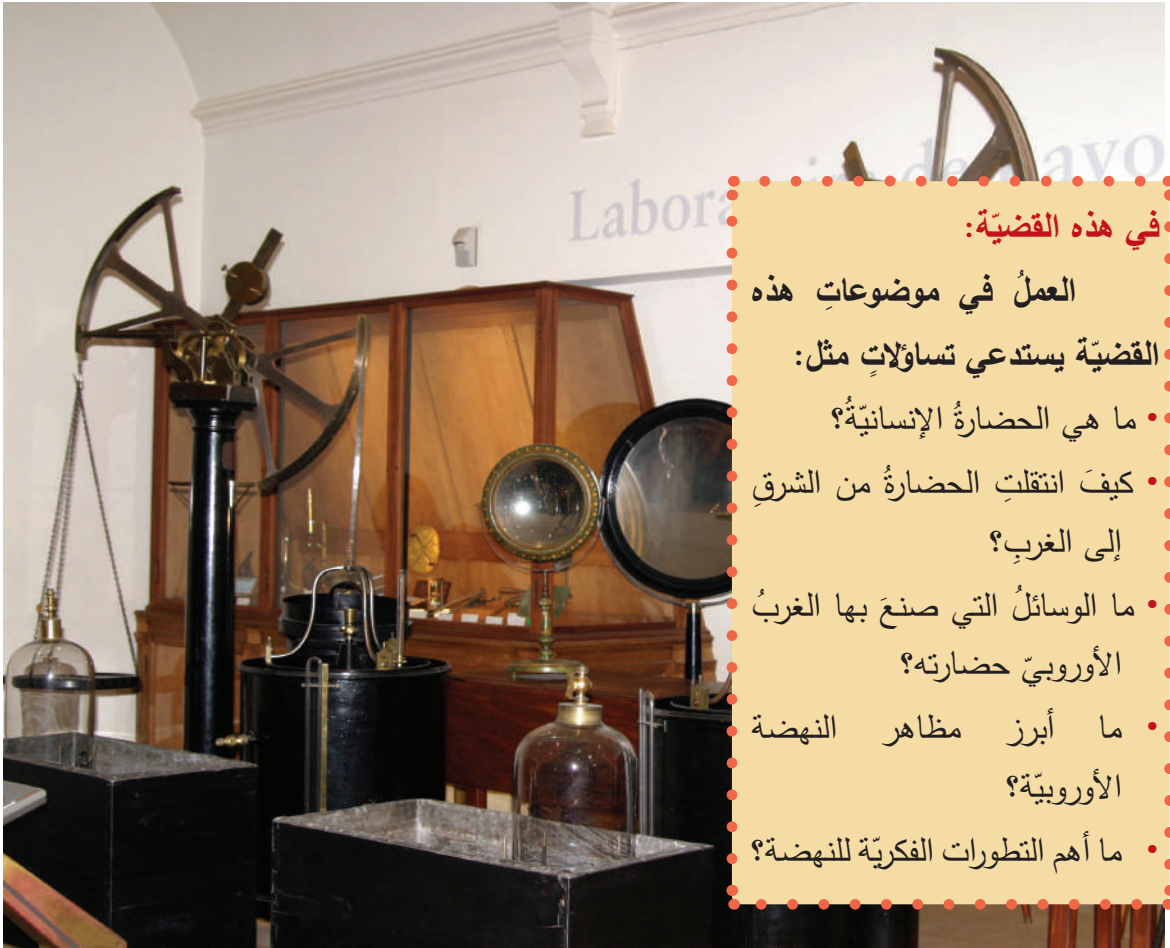 Labora
avo
في هذه القضيّة:
العملُ في موضوعاتِ هذه
القضيّة يستدعي تساؤلاتٍ مثل:
• ما هي الحضارةُ الإنسانيّةُ؟
• كيفَ انتقلتِ الحضارةُ من الشرقِ
إلى الغربِ؟
• ما الوسائلُ التي صنعَ بها الغربُ
الأوروبيّ حضارته؟
• ما أبرز مظاهر النهضة
الأوروبيّة؟
• ما أهم التطورات الفكريّة للنهضة؟